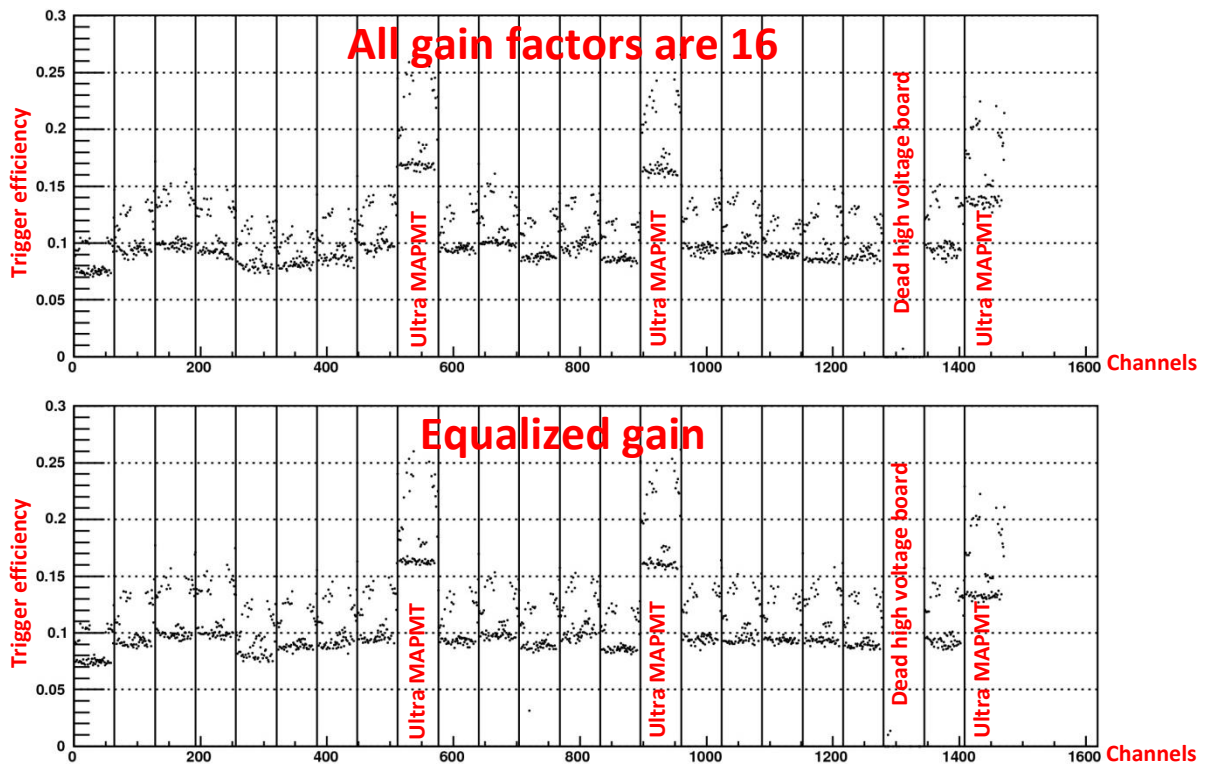 All gain factors are 16
0.3
0.25
0.2
0.15
0.1
0.05
0
Trigger efficiency
Ultra MAPMT
Ultra MAPMT
Dead high voltage board
Ultra MAPMT
0 200 400 600 800 1000 1200 1400 1600 Channels
Equalized gain
0.3
0.25
0.2
0.15
0.1
0.05
0
Trigger efficiency
Ultra MAPMT
Ultra MAPMT
Dead high voltage board
Ultra MAPMT
0 200 400 600 800 1000 1200 1400 1600 Channels